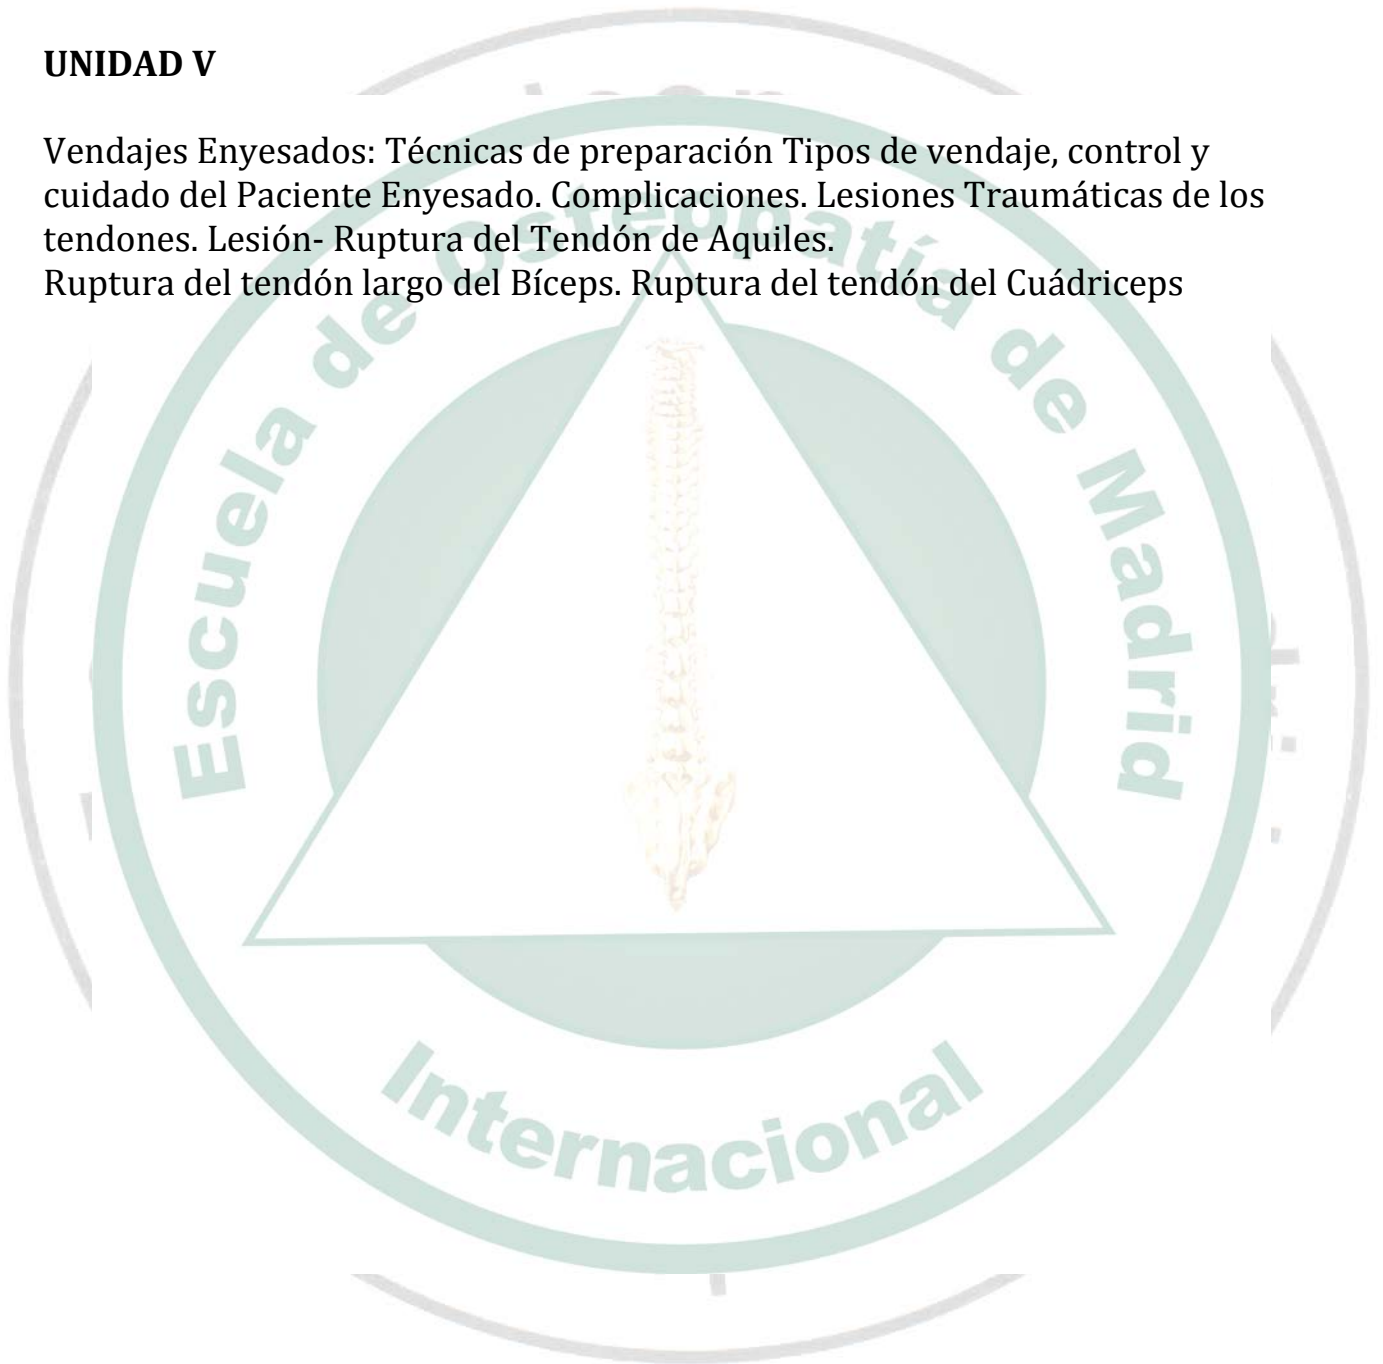 UNIDAD V
Vendajes Enyesados: Técnicas de preparación Tipos de vendaje, control y
cuidado del Paciente Enyesado. Complicaciones. Lesiones Traumáticas de los
tendones. Lesión- Ruptura del Tendón de Aquiles.
Ruptura del tendón largo del Bíceps. Ruptura del tendón del Cuádriceps
Escuela de Osteopatía de Madrid
Internacional